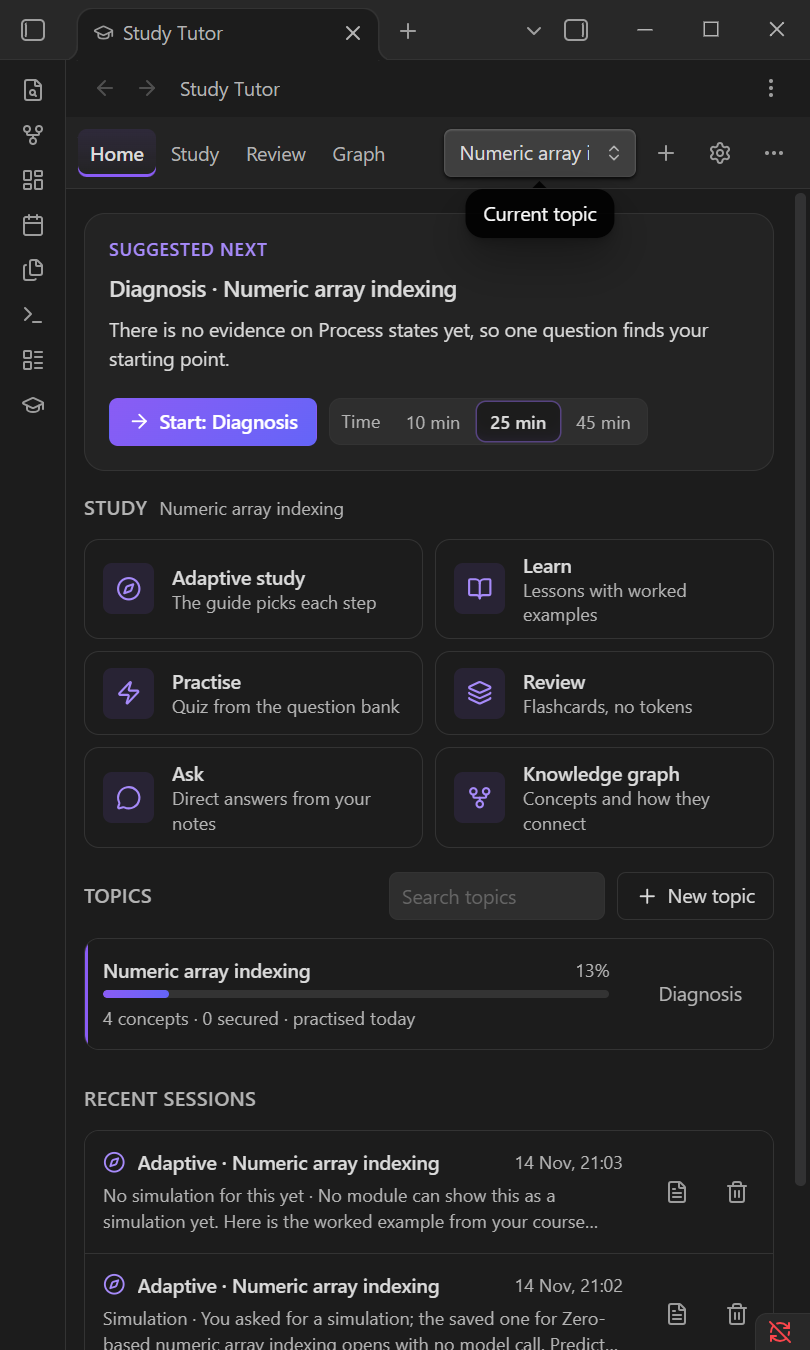 Study Tutor
Study Tutor
Home Study Review Graph Numeric array i
Current topic
SUGGESTED NEXT
Diagnosis · Numeric array indexing
There is no evidence on Process states yet, so one question finds your
starting point.
Start: Diagnosis Time 10 min 25 min 45 min
STUDY Numeric array indexing
Adaptive study
The guide picks each step
Learn
Lessons with worked
examples
Practise
Quiz from the question bank
Review
Flashcards, no tokens
Ask
Direct answers from your
notes
Knowledge graph
Concepts and how they
connect
TOPICS Search topics New topic
Numeric array indexing 13%
Diagnosis
4 concepts · 0 secured · practised today
RECENT SESSIONS
Adaptive · Numeric array indexing 14 Nov, 21:03
No simulation for this yet · No module can show this as a
simulation yet. Here is the worked example from your course...
Adaptive · Numeric array indexing 14 Nov, 21:02
Simulation · You asked for a simulation; the saved one for Zero-
based numeric array indexing opens with no model call. Predict...